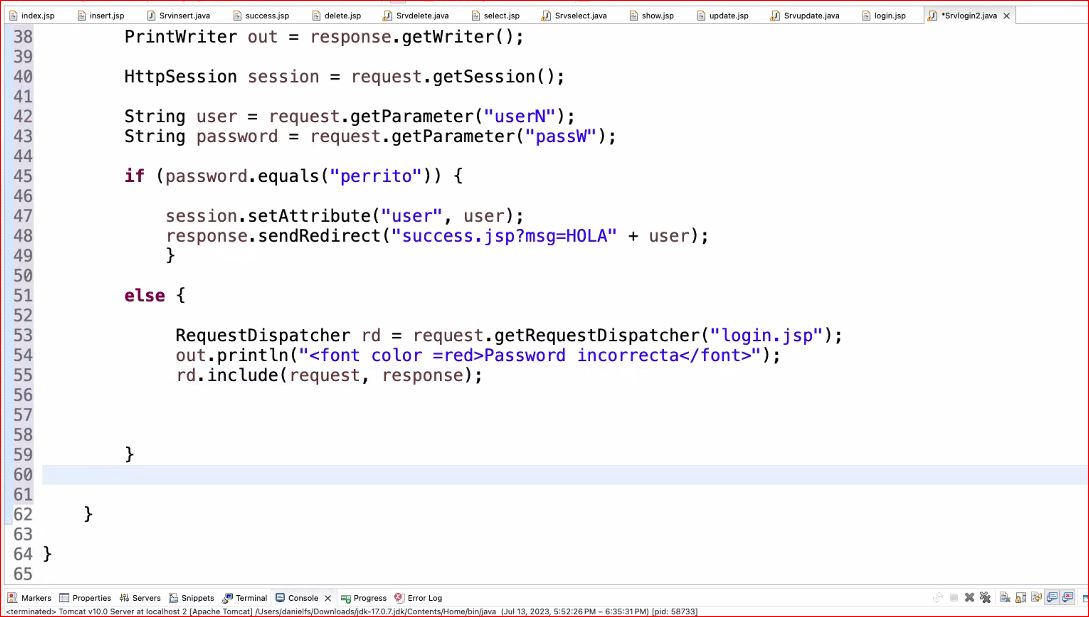 index.jsp insert.jsp Srvinsert.java success.jsp delete.jsp Srvdelete.java select.jsp Srvselect.java show.jsp update.jsp Srvupdate.java login.jsp *Srvlogin2.java
38 PrintWriter out = response.getWriter();
39
40 HttpSession session = request.getSession();
41
42 String user = request.getParameter("userN");
43 String password = request.getParameter("passW");
44
45 if (password.equals("perrito")) {
46
47 session.setAttribute("user", user);
48 response.sendRedirect("success.jsp?msg=HOLA" + user);
49 }
50
51 else {
52
53 RequestDispatcher rd = request.getRequestDispatcher("login.jsp");
54 out.println("<font color =red>Password incorrecta</font>");
55 rd.include(request, response);
56
57
58
59 }
60
61
62 }
63
64 }
65
Markers Properties Servers Snippets Terminal Console Progress Error Log
<terminated> Tomcat v10.0 Server at localhost 2 [Apache Tomcat] /Users/danielfs/Downloads/jdk-17.0.7.jdk/Contents/Home/bin/java (Jul 13, 2023, 5:52:26 PM – 6:35:31 PM) [pid: 58733]